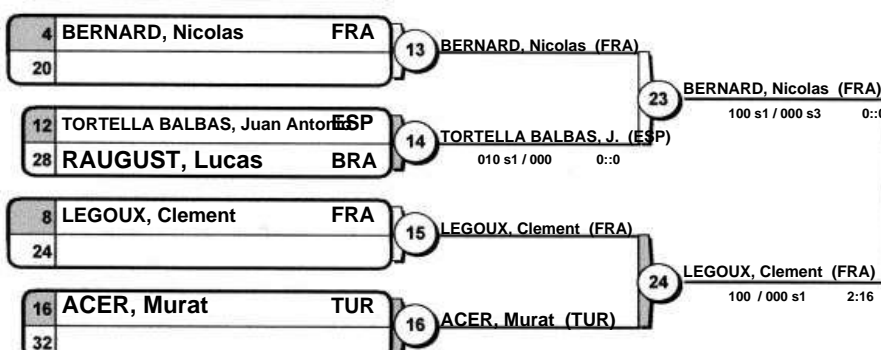 4 BERNARD, Nicolas FRA
20
13
BERNARD, Nicolas (FRA)
12 TORTELLA BALBAS, Juan Antonio ESP
28 RAUGUST, Lucas BRA
14
TORTELLA BALBAS, J. (ESP)
010 s1 / 000 0::0
23
BERNARD, Nicolas (FRA)
100 s1 / 000 s3 0::0
8 LEGOUX, Clement FRA
24
15
LEGOUX, Clement (FRA)
16 ACER, Murat TUR
32
16
ACER, Murat (TUR)
24
LEGOUX, Clement (FRA)
100 / 000 s1 2:16